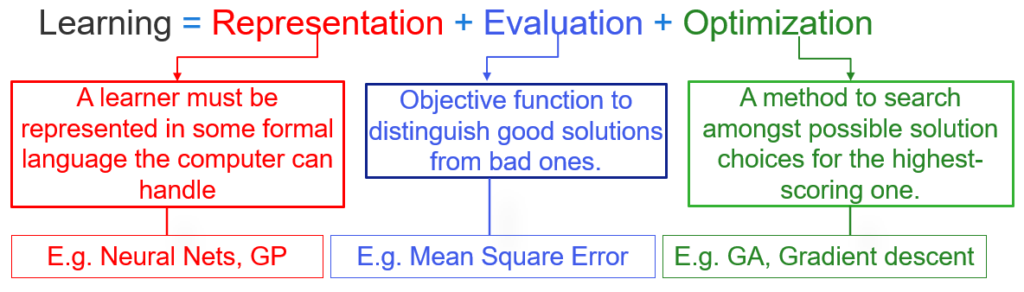 Learning = Representation + Evaluation + Optimization
A learner must be
represented in some formal
language the computer can
handle
Objective function to
distinguish good solutions
from bad ones.
A method to search
amongst possible solution
choices for the highest-
scoring one.
E.g. Neural Nets, GP
E.g. Mean Square Error
E.g. GA, Gradient descent